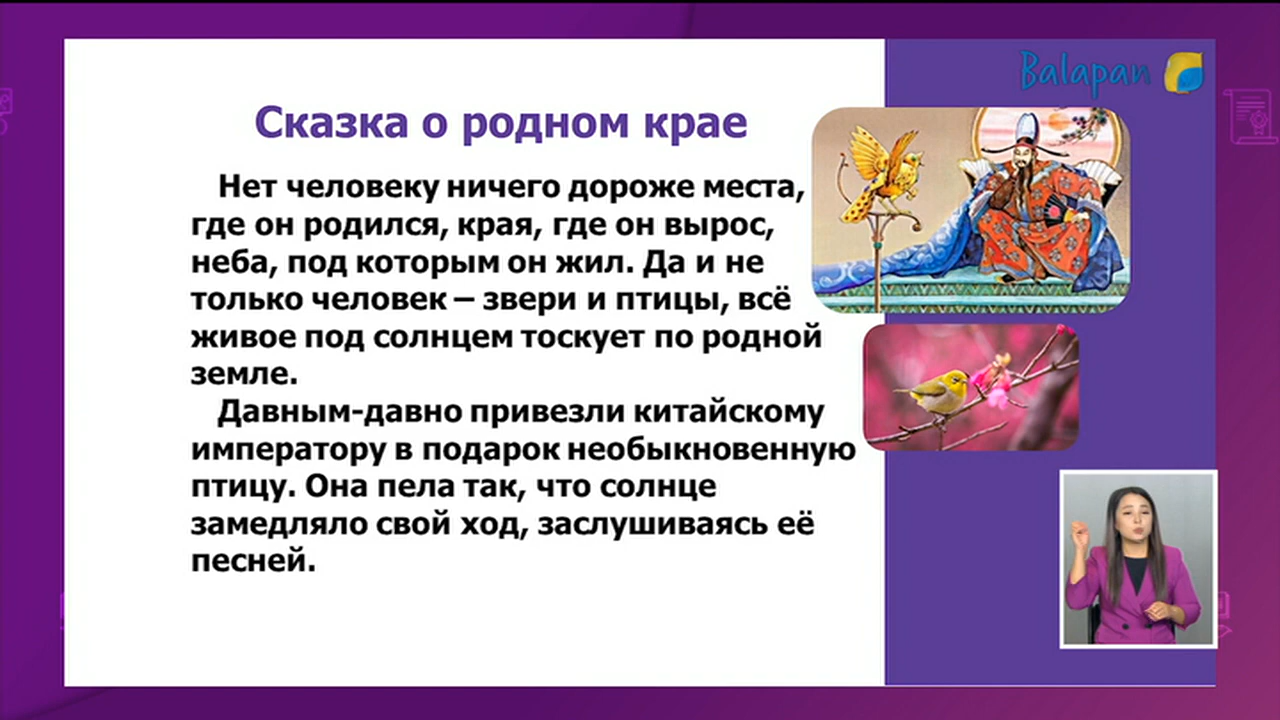 Balapan
Сказка о родном крае
Нет человеку ничего дороже места,
где он родился, края, где он вырос,
неба, под которым он жил. Да и не
только человек – звери и птицы, всё
живое под солнцем тоскует по родной
земле.
Давным-давно привезли китайскому
императору в подарок необыкновенную
птицу. Она пела так, что солнце
замедляло свой ход, заслушиваясь её
песней.